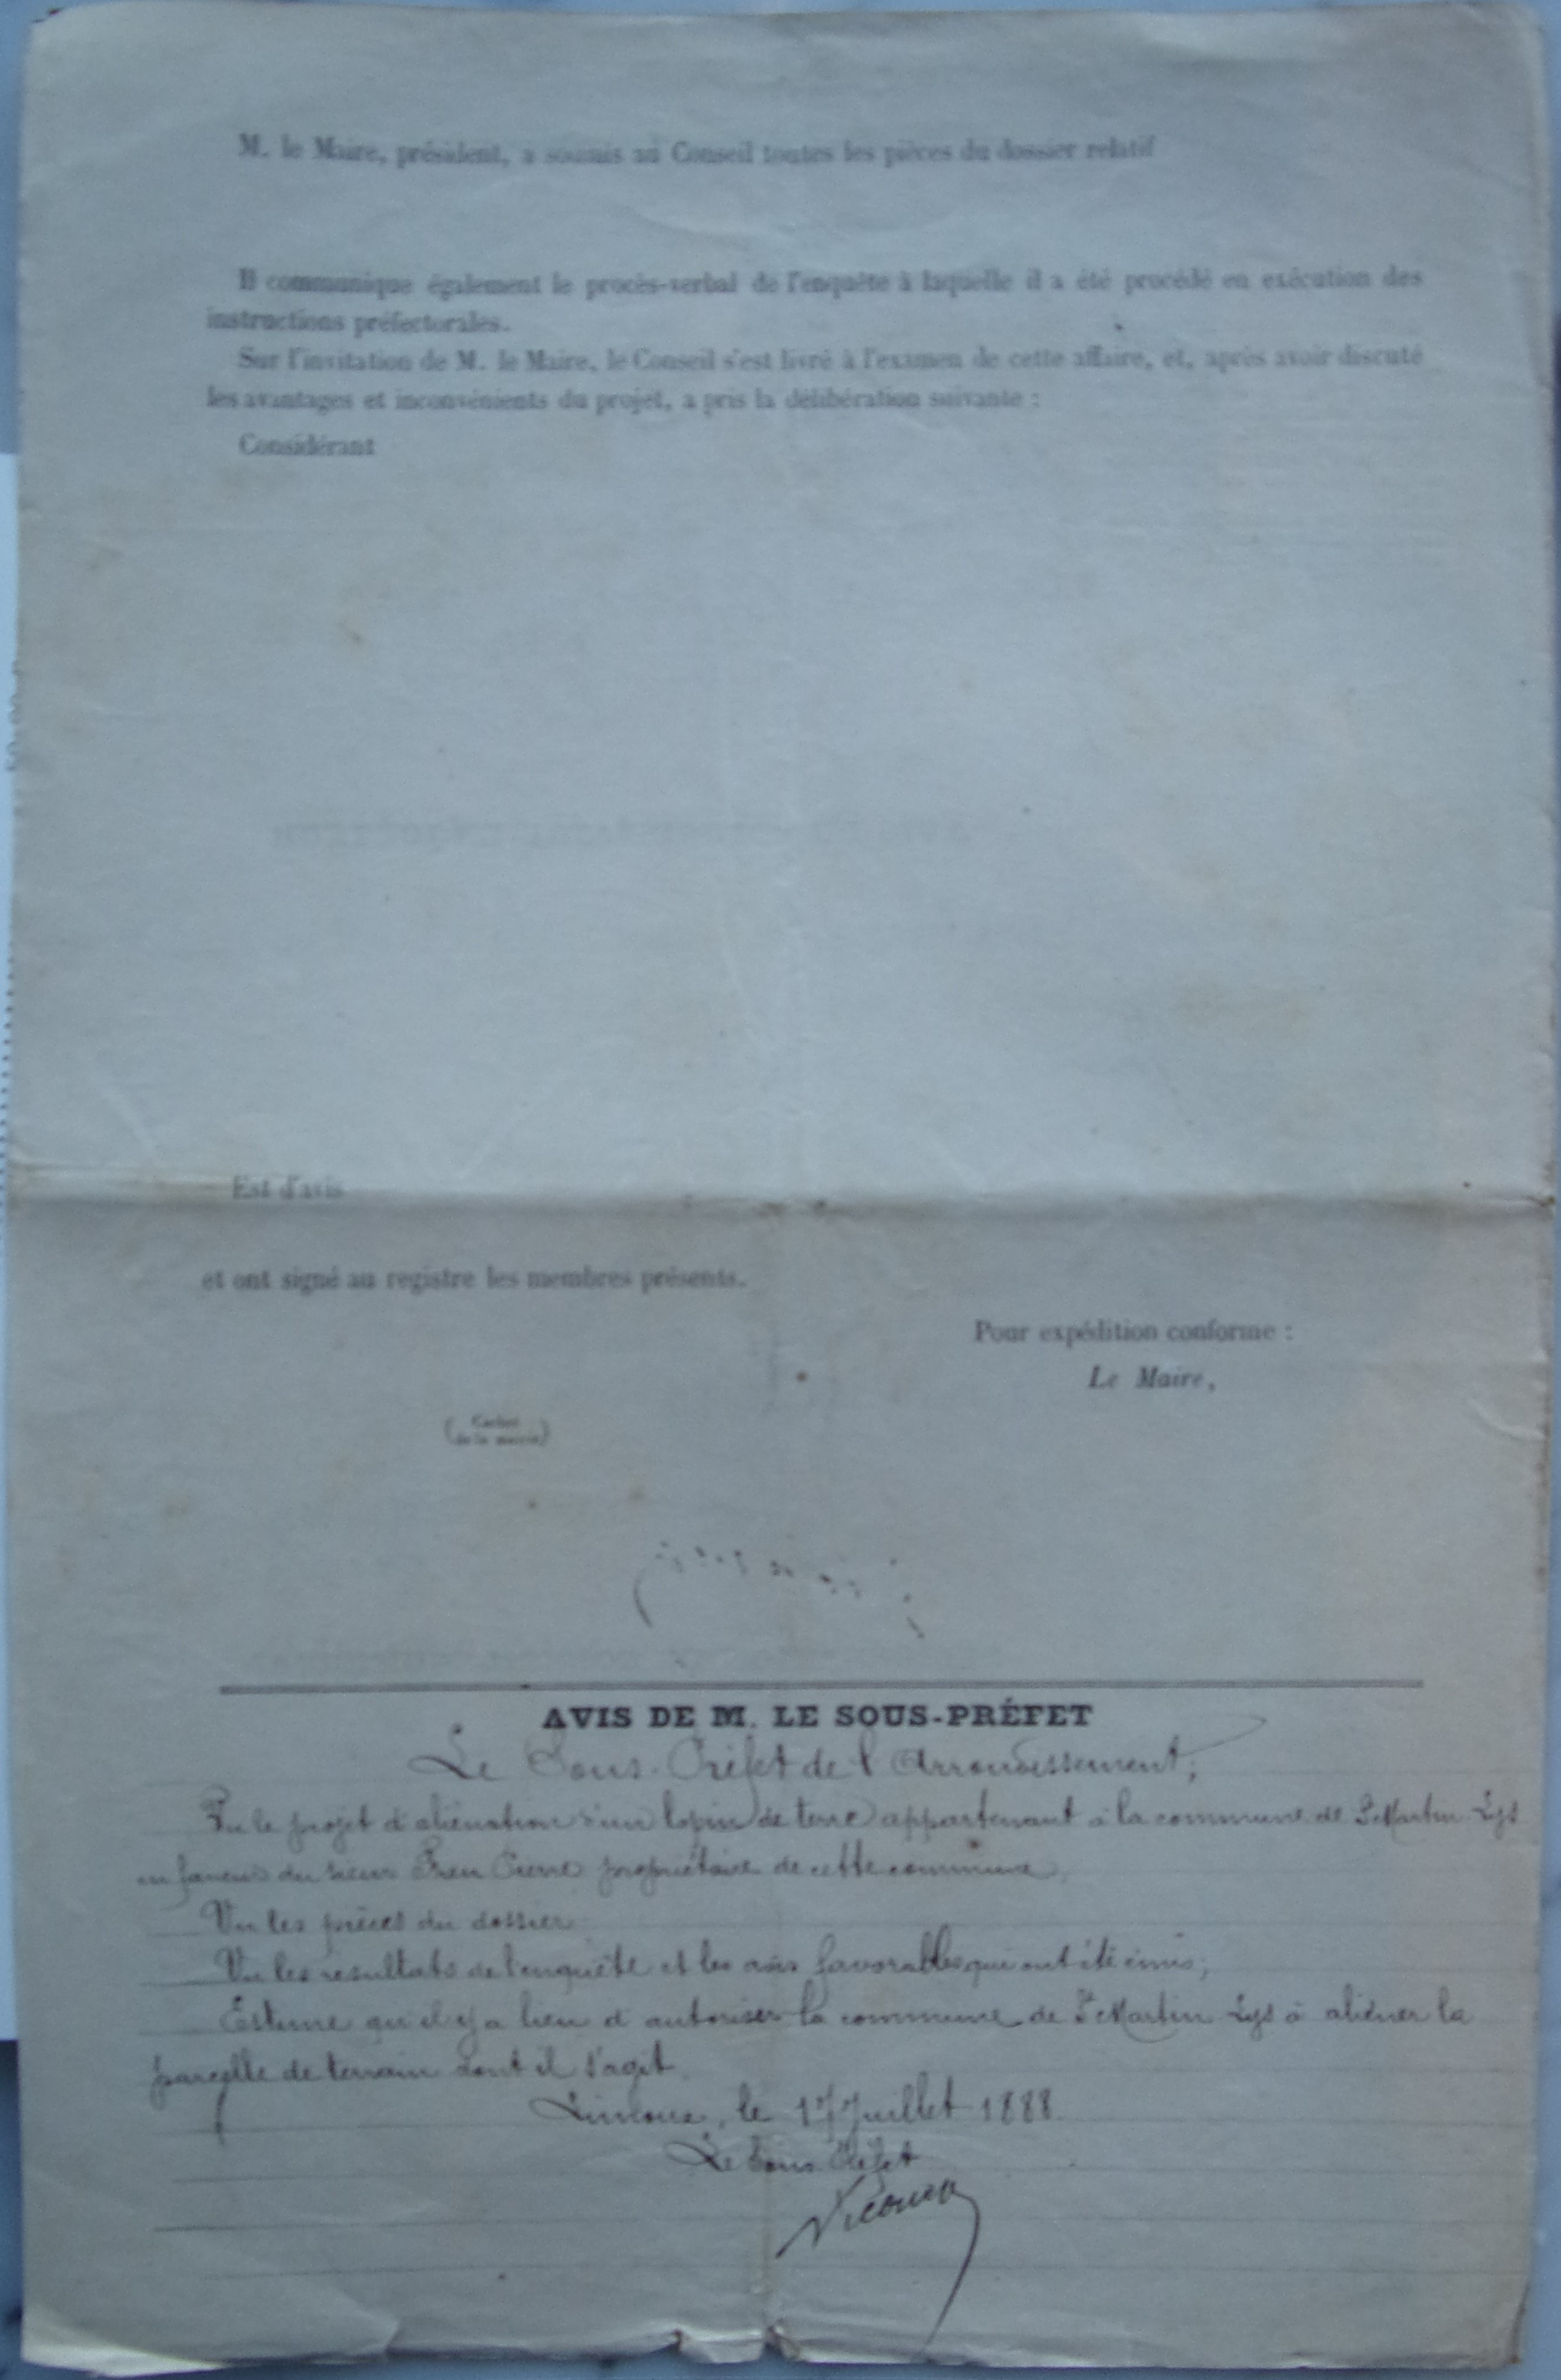 M. le Maire, président, a soumis au Conseil toutes les pièces du dossier relatif
Il communique également le procès-verbal de l'enquête à laquelle il a été procédé en exécution des
instructions préfectorales.
Sur l'invitation de M. le Maire, le Conseil s'est livré à l'examen de cette affaire, et, après avoir discuté
les avantages et inconvénients du projet, a pris la délibération suivante :
Considérant
Est d'avis
et ont signé au registre les membres présents.
Pour expédition conforme :
Le Maire,
(Cachet
de la mairie)
AVIS DE M. LE SOUS-PRÉFET
Le Sous-Préfet de l'Arrondissement,
Vu le projet d'aliénation d'un lopin de terre appartenant à la commune de St Martin Lys
en faveur du sieur Pierre propriétaire de cette commune,
Vu les pièces du dossier
Vu les résultats de l'enquête et les avis favorables qui ont été émis;
Estime qu'il y a lieu d'autoriser la commune de St Martin Lys à aliéner la
parcelle de terrain dont il s'agit.
Limoux, le 17 Juillet 1888.
Le Sous Préfet